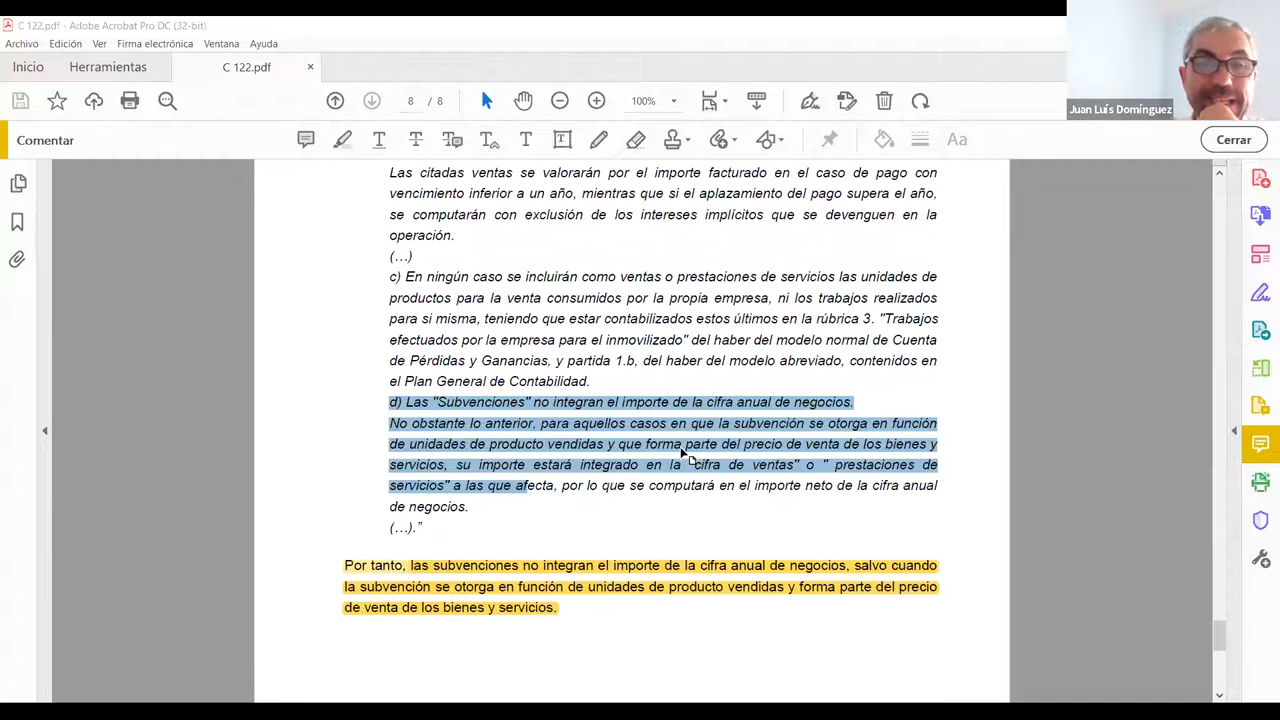 C 122.pdf - Adobe Acrobat Pro DC (32-bit)
Archivo Edición Ver Firma electrónica Ventana Ayuda
Inicio Herramientas C 122.pdf ×
8 / 8 100%
Juan Luís Domínguez
Comentar Cerrar
Las citadas ventas se valorarán por el importe facturado en el caso de pago con
vencimiento inferior a un año, mientras que si el aplazamiento del pago supera el año,
se computarán con exclusión de los intereses implícitos que se devenguen en la
operación.
(…)
c) En ningún caso se incluirán como ventas o prestaciones de servicios las unidades de
productos para la venta consumidos por la propia empresa, ni los trabajos realizados
para si misma, teniendo que estar contabilizados estos últimos en la rúbrica 3. "Trabajos
efectuados por la empresa para el inmovilizado" del haber del modelo normal de Cuenta
de Pérdidas y Ganancias, y partida 1.b, del haber del modelo abreviado, contenidos en
el Plan General de Contabilidad.
d) Las "Subvenciones" no integran el importe de la cifra anual de negocios.
No obstante lo anterior, para aquellos casos en que la subvención se otorga en función
de unidades de producto vendidas y que forma parte del precio de venta de los bienes y
servicios, su importe estará integrado en la "cifra de ventas" o " prestaciones de
servicios" a las que afecta, por lo que se computará en el importe neto de la cifra anual
de negocios.
(…)."
Por tanto, las subvenciones no integran el importe de la cifra anual de negocios, salvo cuando
la subvención se otorga en función de unidades de producto vendidas y forma parte del precio
de venta de los bienes y servicios.